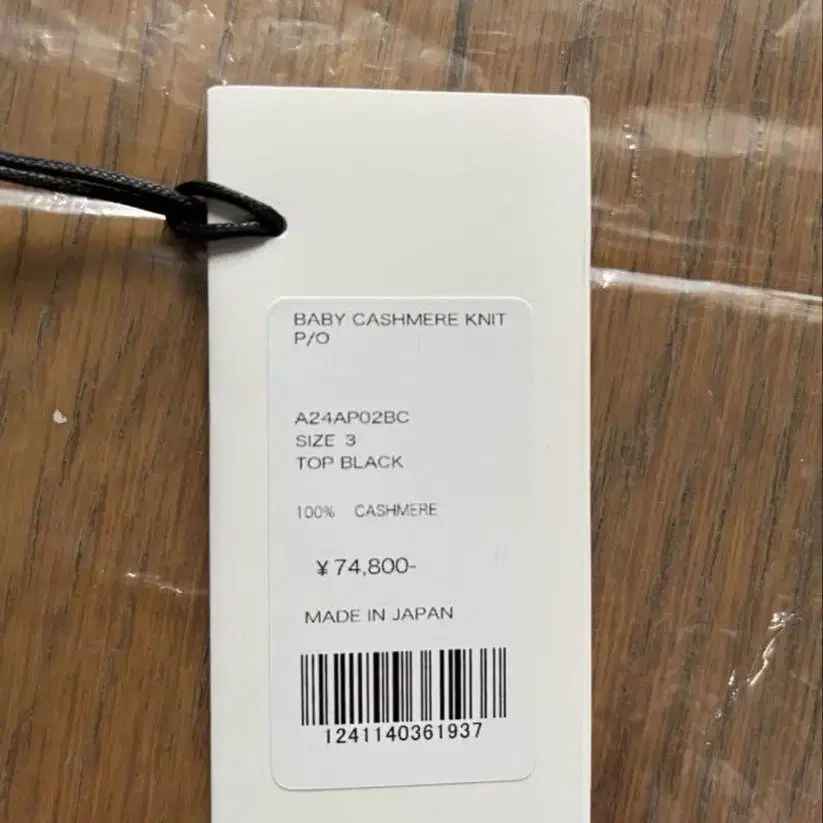 BABY CASHMERE KNIT
P/O
A24AP02BC
SIZE 3
TOP BLACK
100% CASHMERE
¥74,800-
MADE IN JAPAN
1241140361937